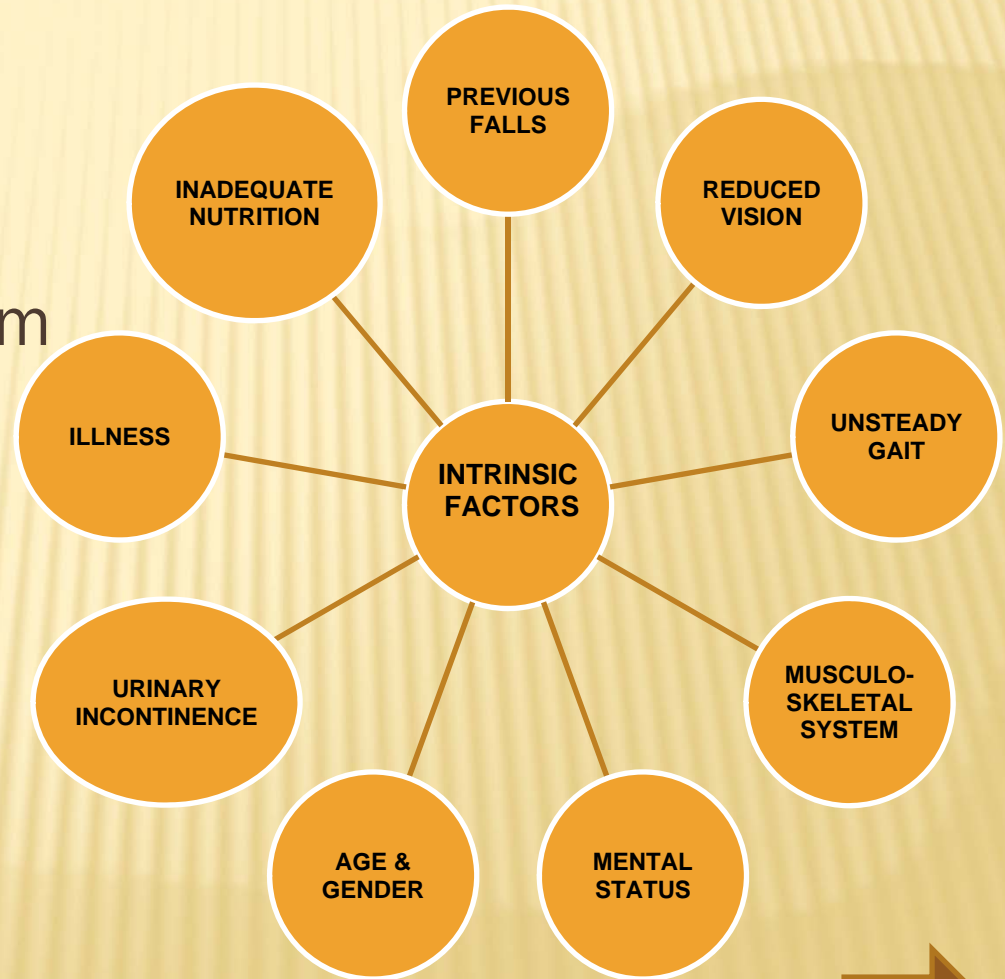 PREVIOUS
FALLS
REDUCED
VISION
INADEQUATE
NUTRITION
m
UNSTEADY
GAIT
ILLNESS
INTRINSIC
FACTORS
MUSCULO-
SKELETAL
SYSTEM
URINARY
INCONTINENCE
AGE &
GENDER
MENTAL
STATUS